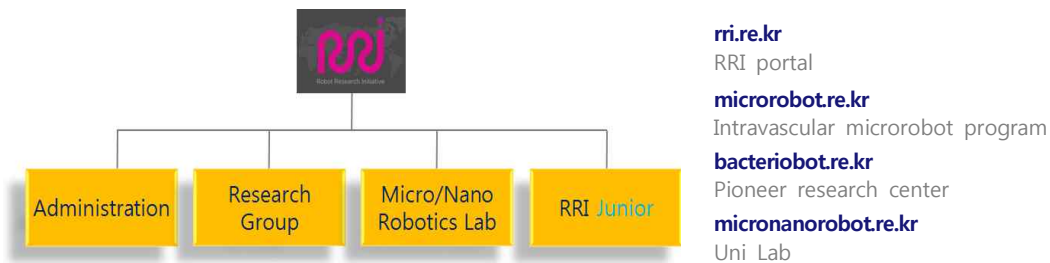 RRI
Robot Research Initiative
Administration
Research
Group
Micro/Nano
Robotics Lab
RRI Junior
rri.re.kr
RRI portal
microrobot.re.kr
Intravascular microrobot program
bacteriobot.re.kr
Pioneer research center
micronanorobot.re.kr
Uni Lab